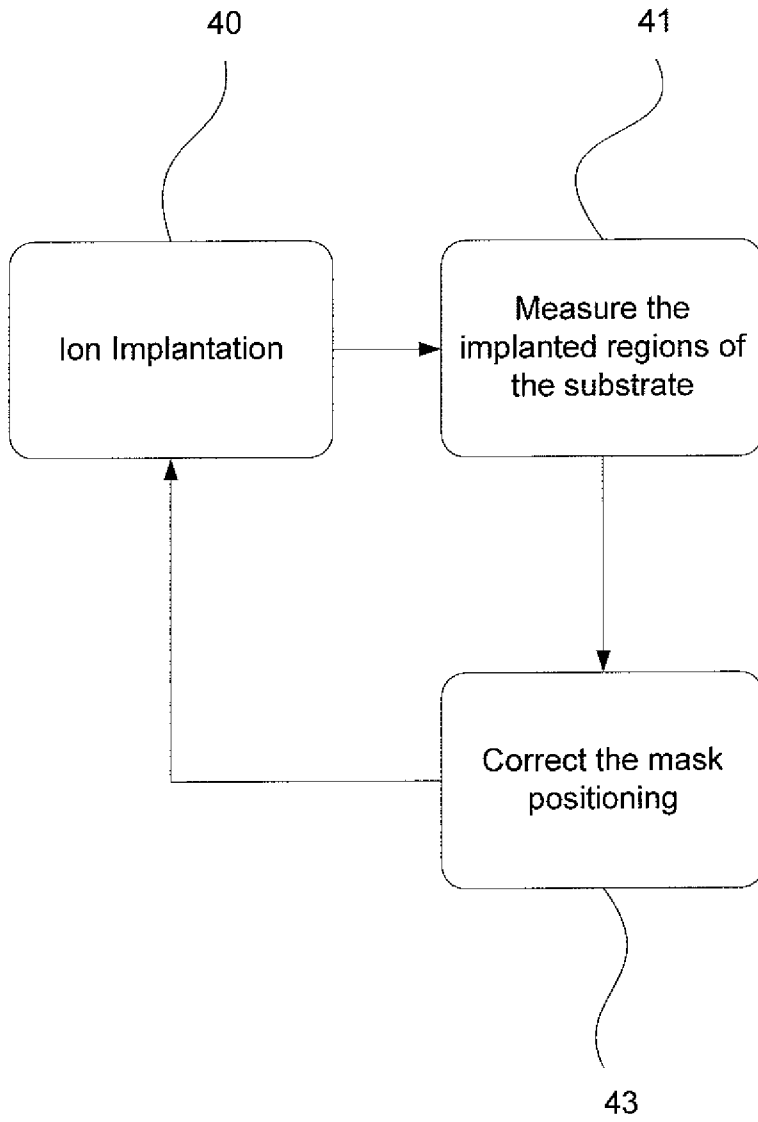 40
41
Ion Implantation
Measure the
implanted regions of
the substrate
Correct the mask
positioning
43